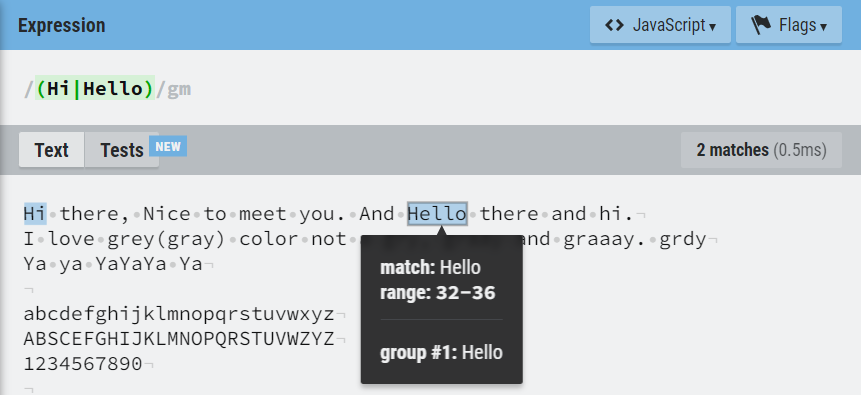 Expression
JavaScript
Flags
/(Hi|Hello)/gm
Text
Tests
NEW
2 matches (0.5ms)
Hi there, Nice to meet you. And Hello there and hi.
I love grey(gray) color not and graaay. grdy
Ya ya YaYaYa Ya
abcdefghijklmnopqrstuvwxyz
ABSCEFGHIJKLMNOPQRSTUVWZYZ
1234567890
match: Hello
range: 32-36
group #1: Hello